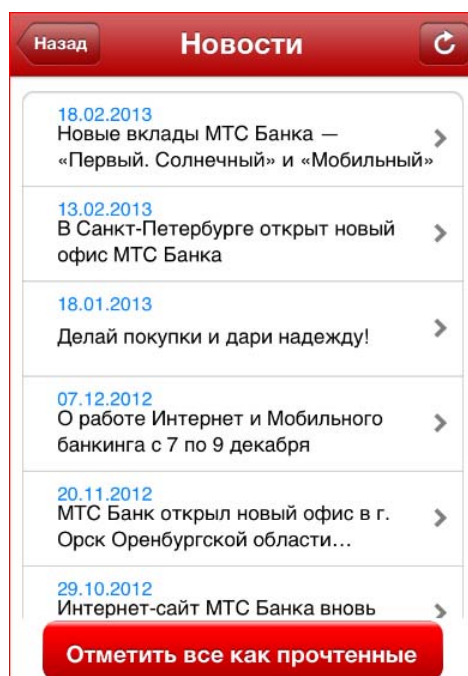 Назад
Новости
18.02.2013
Новые вклады МТС Банка —
«Первый. Солнечный» и «Мобильный»
13.02.2013
В Санкт-Петербурге открыт новый
офис МТС Банка
18.01.2013
Делай покупки и дари надежду!
07.12.2012
О работе Интернет и Мобильного
банкинга с 7 по 9 декабря
20.11.2012
МТС Банк открыл новый офис в г.
Орск Оренбургской области...
29.10.2012
Интернет-сайт МТС Банка вновь
Отметить все как прочтенные